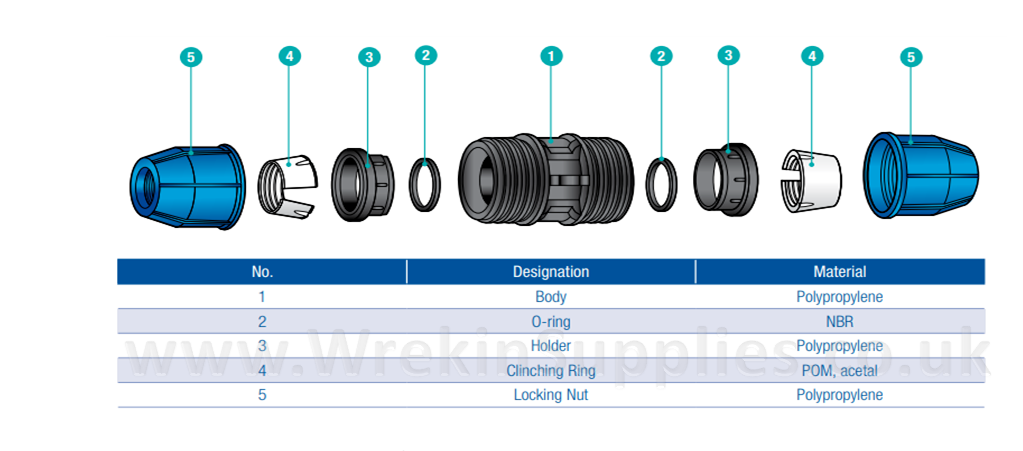 5 4 3 2 1 2 3 4 5
No. Designation Material
1 Body Polypropylene
2 O-ring NBR
3 Holder Polypropylene
4 Clinching Ring POM, acetal
5 Locking Nut Polypropylene
www.WrekinSupplies.co.uk